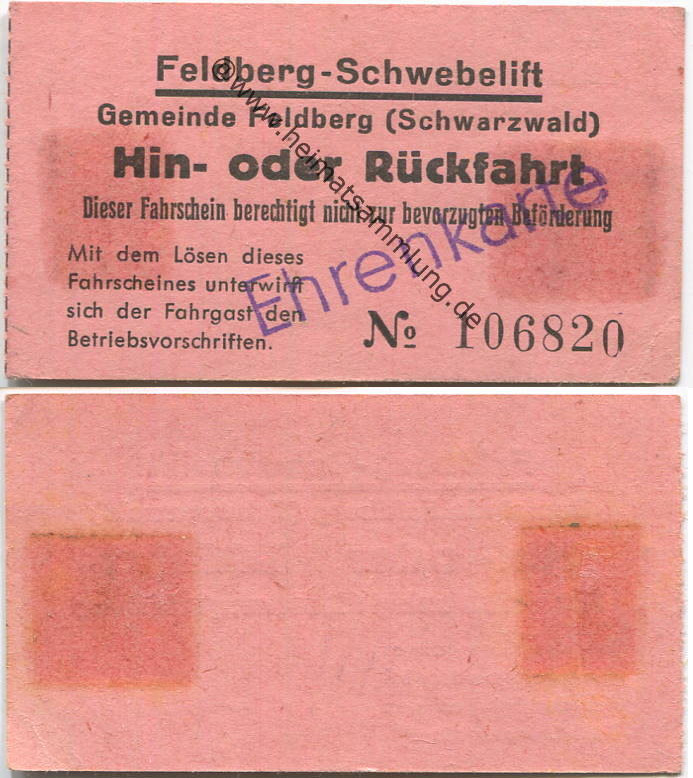 Feldberg-Schwebelift
Gemeinde Feldberg (Schwarzwald)
Hin- oder Rückfahrt
Dieser Fahrschein berechtigt nicht zur bevorzugten Beförderung
Mit dem Lösen dieses
Fahrscheines unterwirft
sich der Fahrgast den
Betriebsvorschriften.
Ehrenkarte
No 106820
@www.heimatsammlung.de